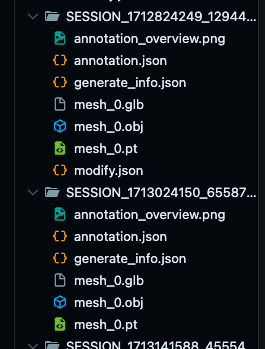 SESSION_1712824249_12944...
annotation_overview.png
annotation.json
generate_info.json
mesh_0.glb
mesh_0.obj
mesh_0.pt
modify.json
SESSION_1713024150_65587...
annotation_overview.png
annotation.json
generate_info.json
mesh_0.glb
mesh_0.obj
mesh_0.pt
SESSION_1713141588_45554...